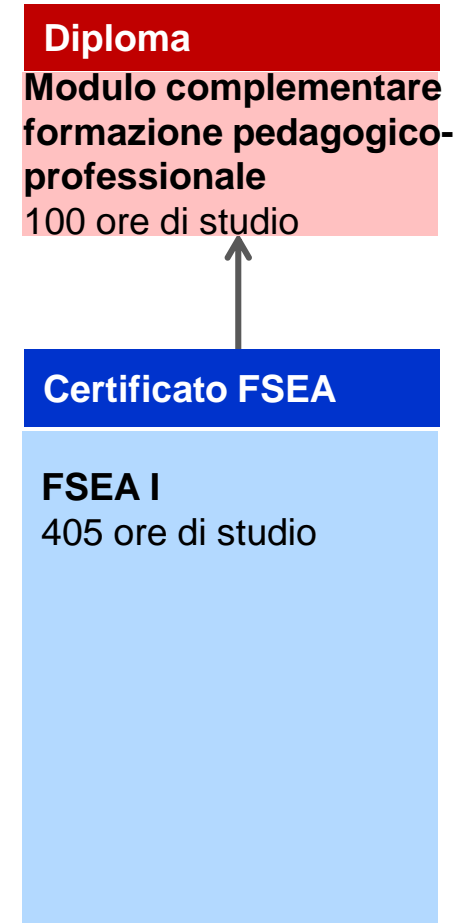 Diploma
Modulo complementare
formazione pedagogico-
professionale
100 ore di studio
Certificato FSEA
FSEA I
405 ore di studio